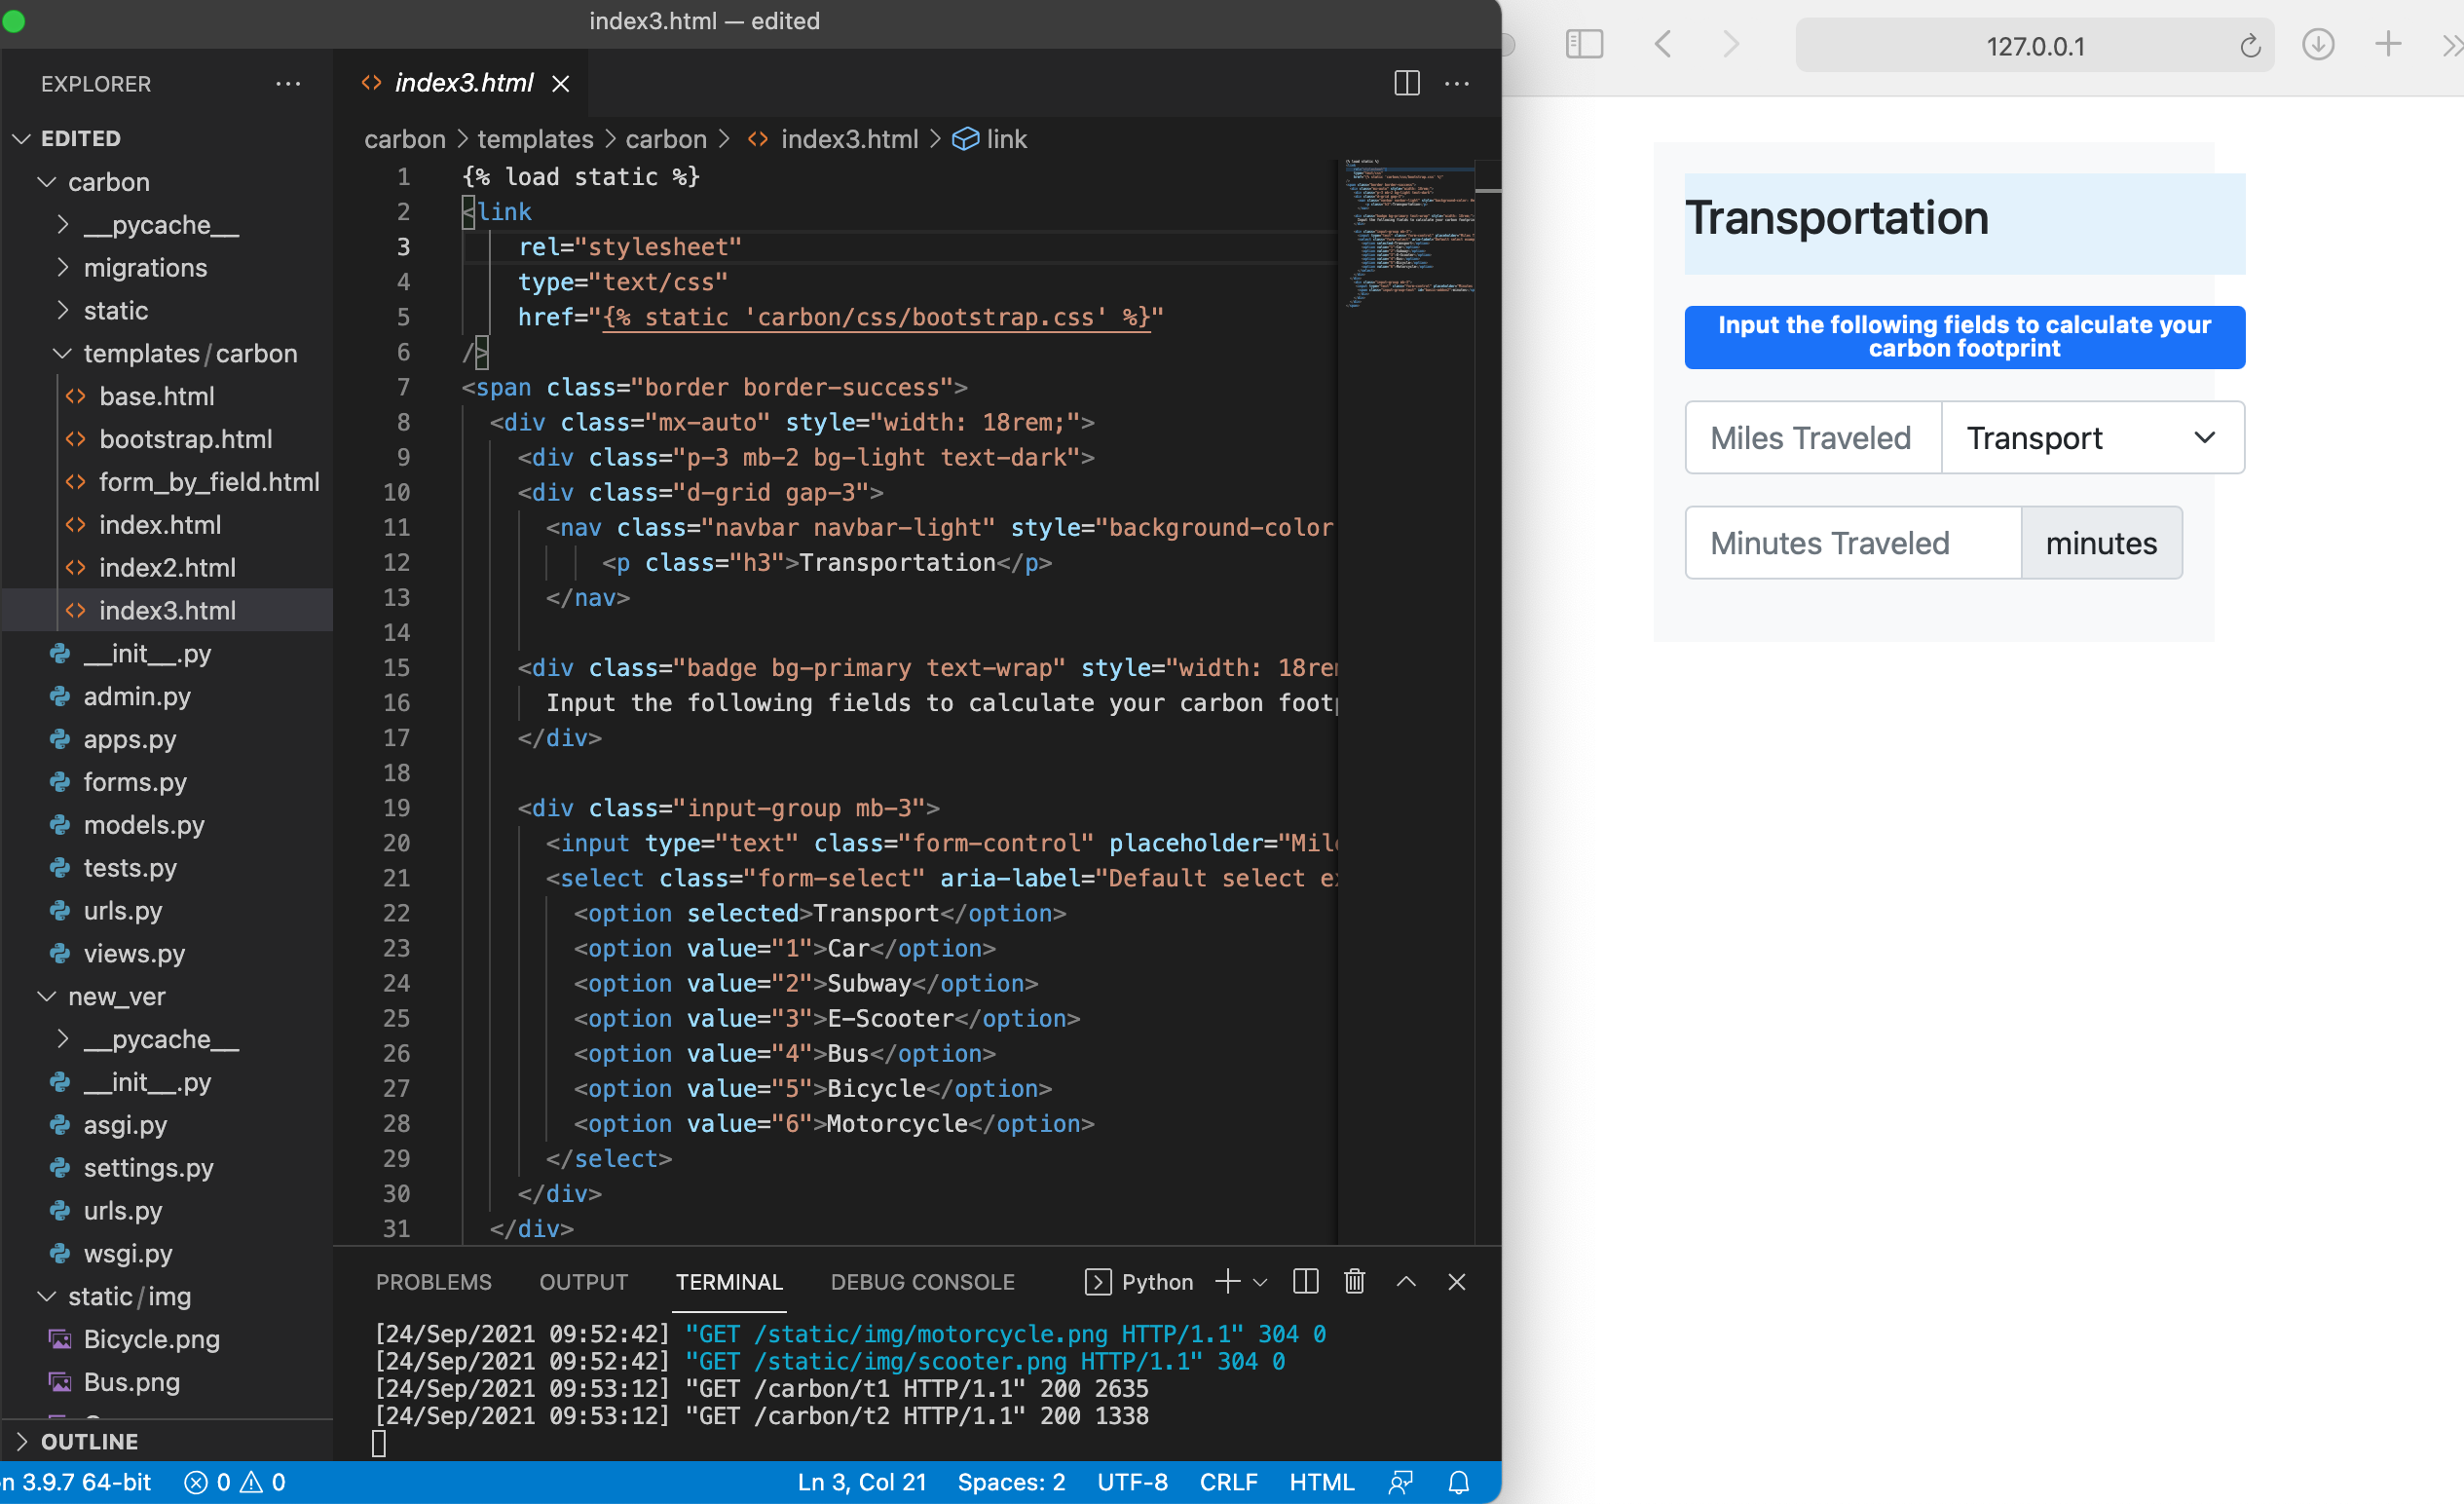 index3.html — edited
EXPLORER
EDITED
carbon
__pycache__
migrations
static
templates/carbon
base.html
bootstrap.html
form_by_field.html
index.html
index2.html
index3.html
__init__.py
admin.py
apps.py
forms.py
models.py
tests.py
urls.py
views.py
new_ver
__pycache__
__init__.py
asgi.py
settings.py
urls.py
wsgi.py
static/img
Bicycle.png
Bus.png
OUTLINE
index3.html
carbon > templates > carbon > index3.html > link
1 {% load static %}
2 <link
3 rel="stylesheet"
4 type="text/css"
5 href="{% static 'carbon/css/bootstrap.css' %}"
6 />
7 <span class="border border-success">
8 <div class="mx-auto" style="width: 18rem;">
9 <div class="p-3 mb-2 bg-light text-dark">
10 <div class="d-grid gap-3">
11 <nav class="navbar navbar-light" style="background-color
12 <p class="h3">Transportation</p>
13 </nav>
14
15 <div class="badge bg-primary text-wrap" style="width: 18rem
16 Input the following fields to calculate your carbon footp
17 </div>
18
19 <div class="input-group mb-3">
20 <input type="text" class="form-control" placeholder="Mile
21 <select class="form-select" aria-label="Default select ex
22 <option selected>Transport</option>
23 <option value="1">Car</option>
24 <option value="2">Subway</option>
25 <option value="3">E-Scooter</option>
26 <option value="4">Bus</option>
27 <option value="5">Bicycle</option>
28 <option value="6">Motorcycle</option>
29 </select>
30 </div>
31 </div>
PROBLEMS OUTPUT TERMINAL DEBUG CONSOLE Python
[24/Sep/2021 09:52:42] "GET /static/img/motorcycle.png HTTP/1.1" 304 0
[24/Sep/2021 09:52:42] "GET /static/img/scooter.png HTTP/1.1" 304 0
[24/Sep/2021 09:53:12] "GET /carbon/t1 HTTP/1.1" 200 2635
[24/Sep/2021 09:53:12] "GET /carbon/t2 HTTP/1.1" 200 1338
n 3.9.7 64-bit 0 0 Ln 3, Col 21 Spaces: 2 UTF-8 CRLF HTML
127.0.0.1
Transportation
Input the following fields to calculate your
carbon footprint
Miles Traveled Transport
Minutes Traveled minutes